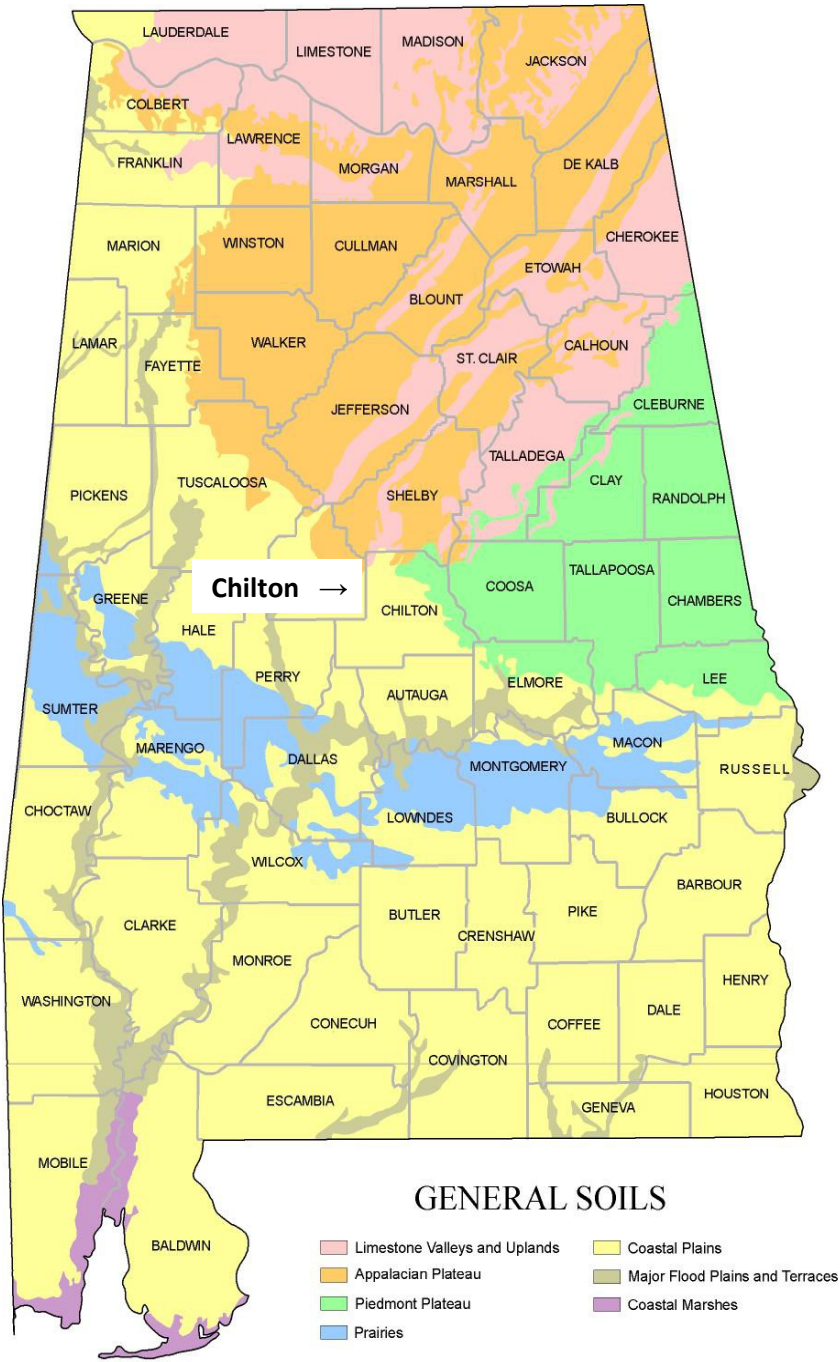 LAUDERDALE
LIMESTONE
MADISON
JACKSON
COLBERT
LAWRENCE
FRANKLIN
MORGAN
MARSHALL
DE KALB
MARION
WINSTON
CULLMAN
CHEROKEE
ETOWAH
BLOUNT
LAMAR
FAYETTE
WALKER
ST. CLAIR
CALHOUN
JEFFERSON
CLEBURNE
TALLADEGA
PICKENS
TUSCALOOSA
SHELBY
CLAY
RANDOLPH
Chilton →
GREENE
HALE
CHILTON
COOSA
TALLAPOOSA
CHAMBERS
SUMTER
PERRY
AUTAUGA
ELMORE
LEE
MARENGO
DALLAS
MONTGOMERY
MACON
RUSSELL
CHOCTAW
LOWNDES
BULLOCK
WILCOX
BARBOUR
CLARKE
BUTLER
CRENSHAW
PIKE
MONROE
HENRY
WASHINGTON
CONECUH
COFFEE
DALE
COVINGTON
ESCAMBIA
GENEVA
HOUSTON
MOBILE
BALDWIN
GENERAL SOILS
Limestone Valleys and Uplands
Appalacian Plateau
Piedmont Plateau
Prairies
Coastal Plains
Major Flood Plains and Terraces
Coastal Marshes